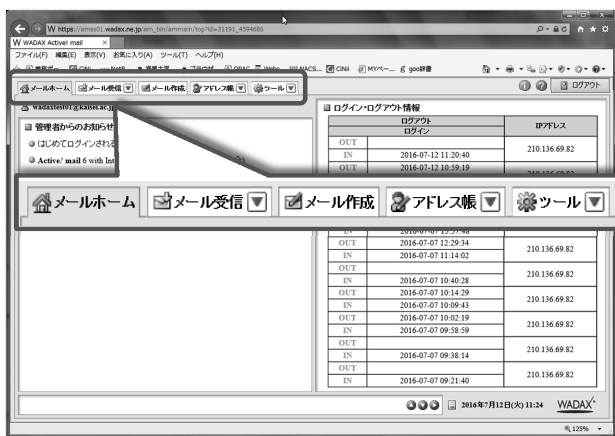 W https://armss01.wadax.ne.jp/am_bin/ammain/top?id=31191_4594686
W WADAX Active! mail ×
ファイル(F) 編集(E) 表示(V) お気に入り(A) ツール(T) ヘルプ(H)
CiNii MYペー... goo辞書
メールホーム メール受信 メール作成 アドレス帳 ツール
ログアウト
wadaxtest01@kaisei.ac.j
管理者からのお知らせ
はじめてログインされる
Active! mail 6 with Int
メールホーム メール受信 メール作成 アドレス帳 ツール
ログイン・ログアウト情報
ログアウト
ログイン
IPアドレス
OUT
IN 2016-07-12 11:20:40
210.136.69.82
OUT 2016-07-12 10:59:19
IN
OUT 2016-07-07 12:29:34
IN 2016-07-07 11:14:02
210.136.69.82
OUT
IN 2016-07-07 10:40:28
210.136.69.82
OUT 2016-07-07 10:14:29
IN 2016-07-07 10:09:43
210.136.69.82
OUT 2016-07-07 10:02:19
IN 2016-07-07 09:58:59
210.136.69.82
OUT
IN 2016-07-07 09:38:14
210.136.69.82
OUT
IN 2016-07-07 09:21:40
210.136.69.82
2016年7月12日(火) 11:24 WADAX
125%